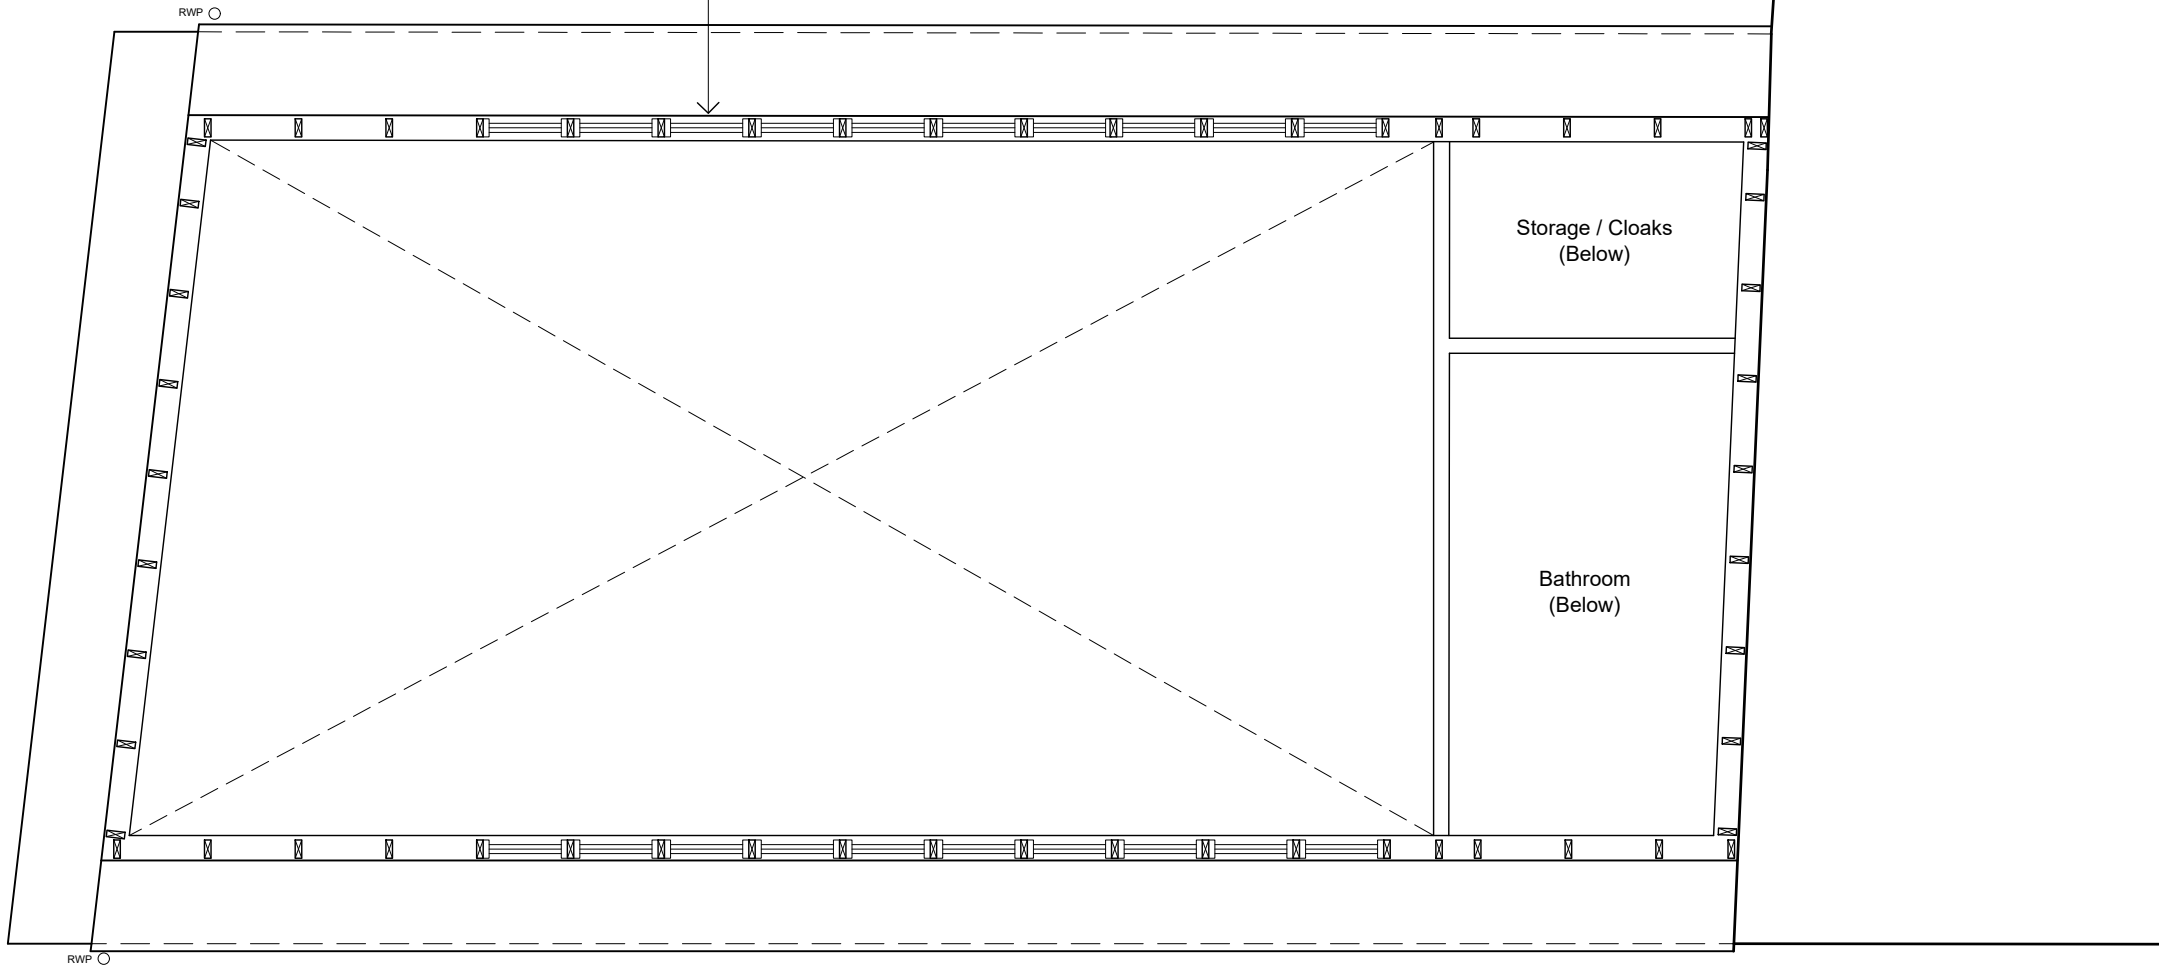 RWP
Storage / Cloaks
(Below)
Bathroom
(Below)
RWP